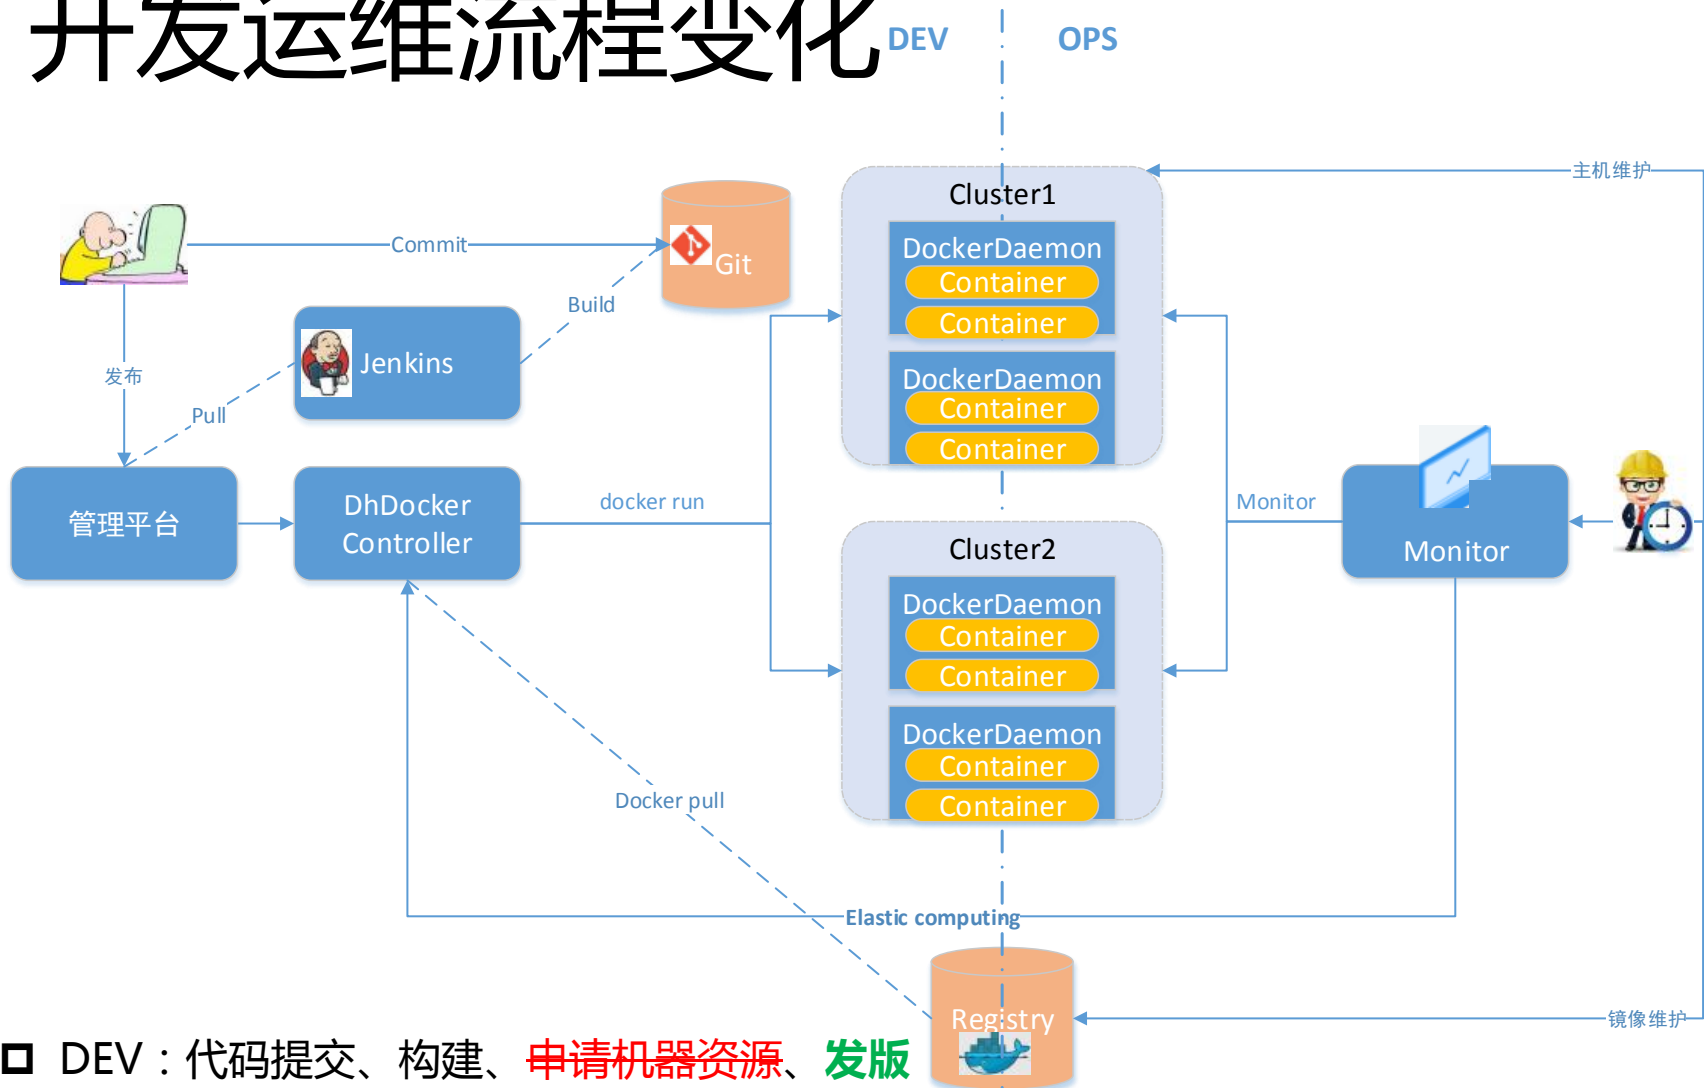 开发运维流程变化
DEV
OPS
主机维护
Cluster1
Commit
Git
DockerDaemon
Container
Container
Build
Jenkins
发布
Pull
DockerDaemon
Container
Container
管理平台
DhDocker
Controller
docker run
Monitor
Monitor
Cluster2
DockerDaemon
Container
Container
DockerDaemon
Container
Container
Docker pull
Elastic computing
Registry
镜像维护
DEV：代码提交、构建、申请机器资源、发版